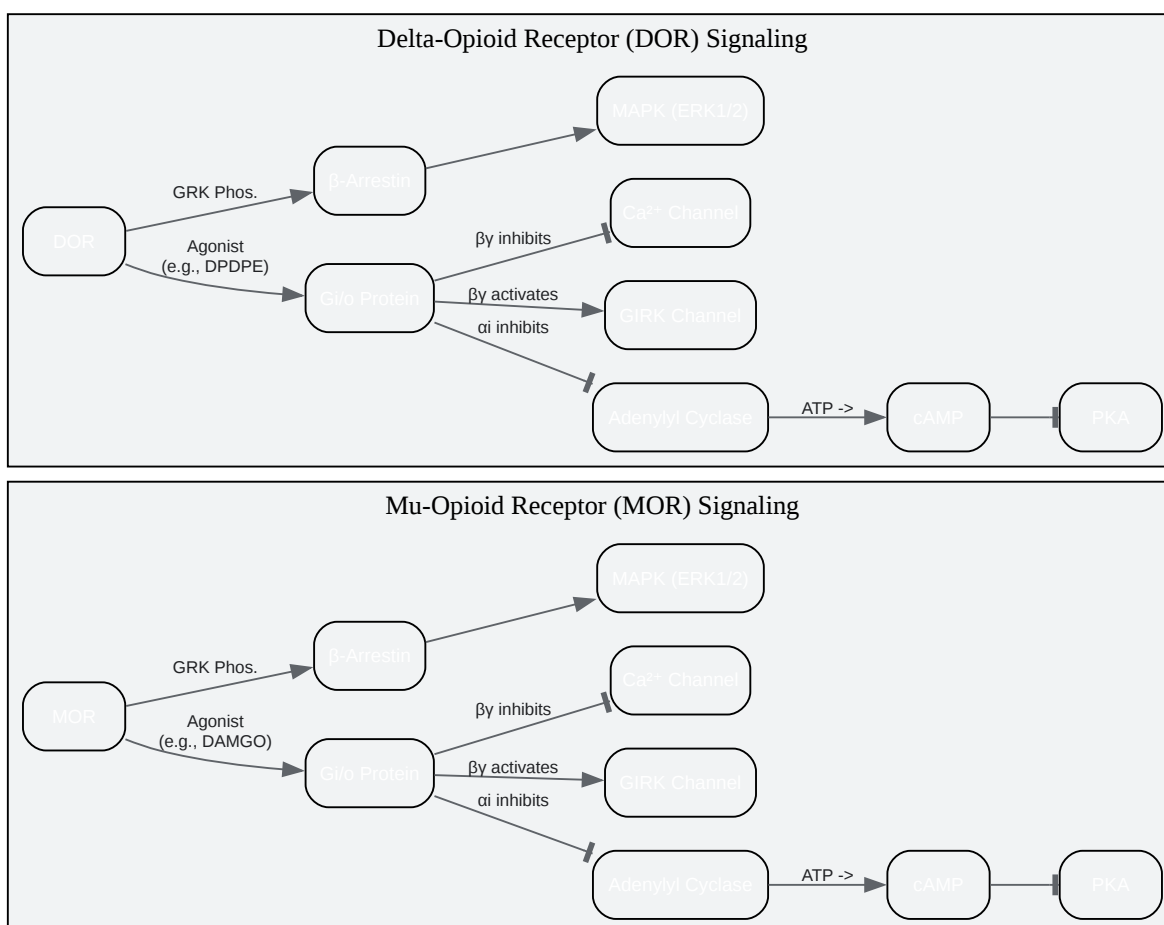 Delta-Opioid Receptor (DOR) Signaling
MAPK (ERK1/2)
β-Arrestin
GRK Phos.
Ca²⁺ Channel
DOR
Agonist
(e.g., DPDPE)
βγ inhibits
Gi/o Protein
βγ activates
GIRK Channel
αi inhibits
Adenylyl Cyclase
ATP ->
cAMP
PKA
Mu-Opioid Receptor (MOR) Signaling
MAPK (ERK1/2)
β-Arrestin
GRK Phos.
Ca²⁺ Channel
MOR
Agonist
(e.g., DAMGO)
βγ inhibits
Gi/o Protein
βγ activates
GIRK Channel
αi inhibits
Adenylyl Cyclase
ATP ->
cAMP
PKA